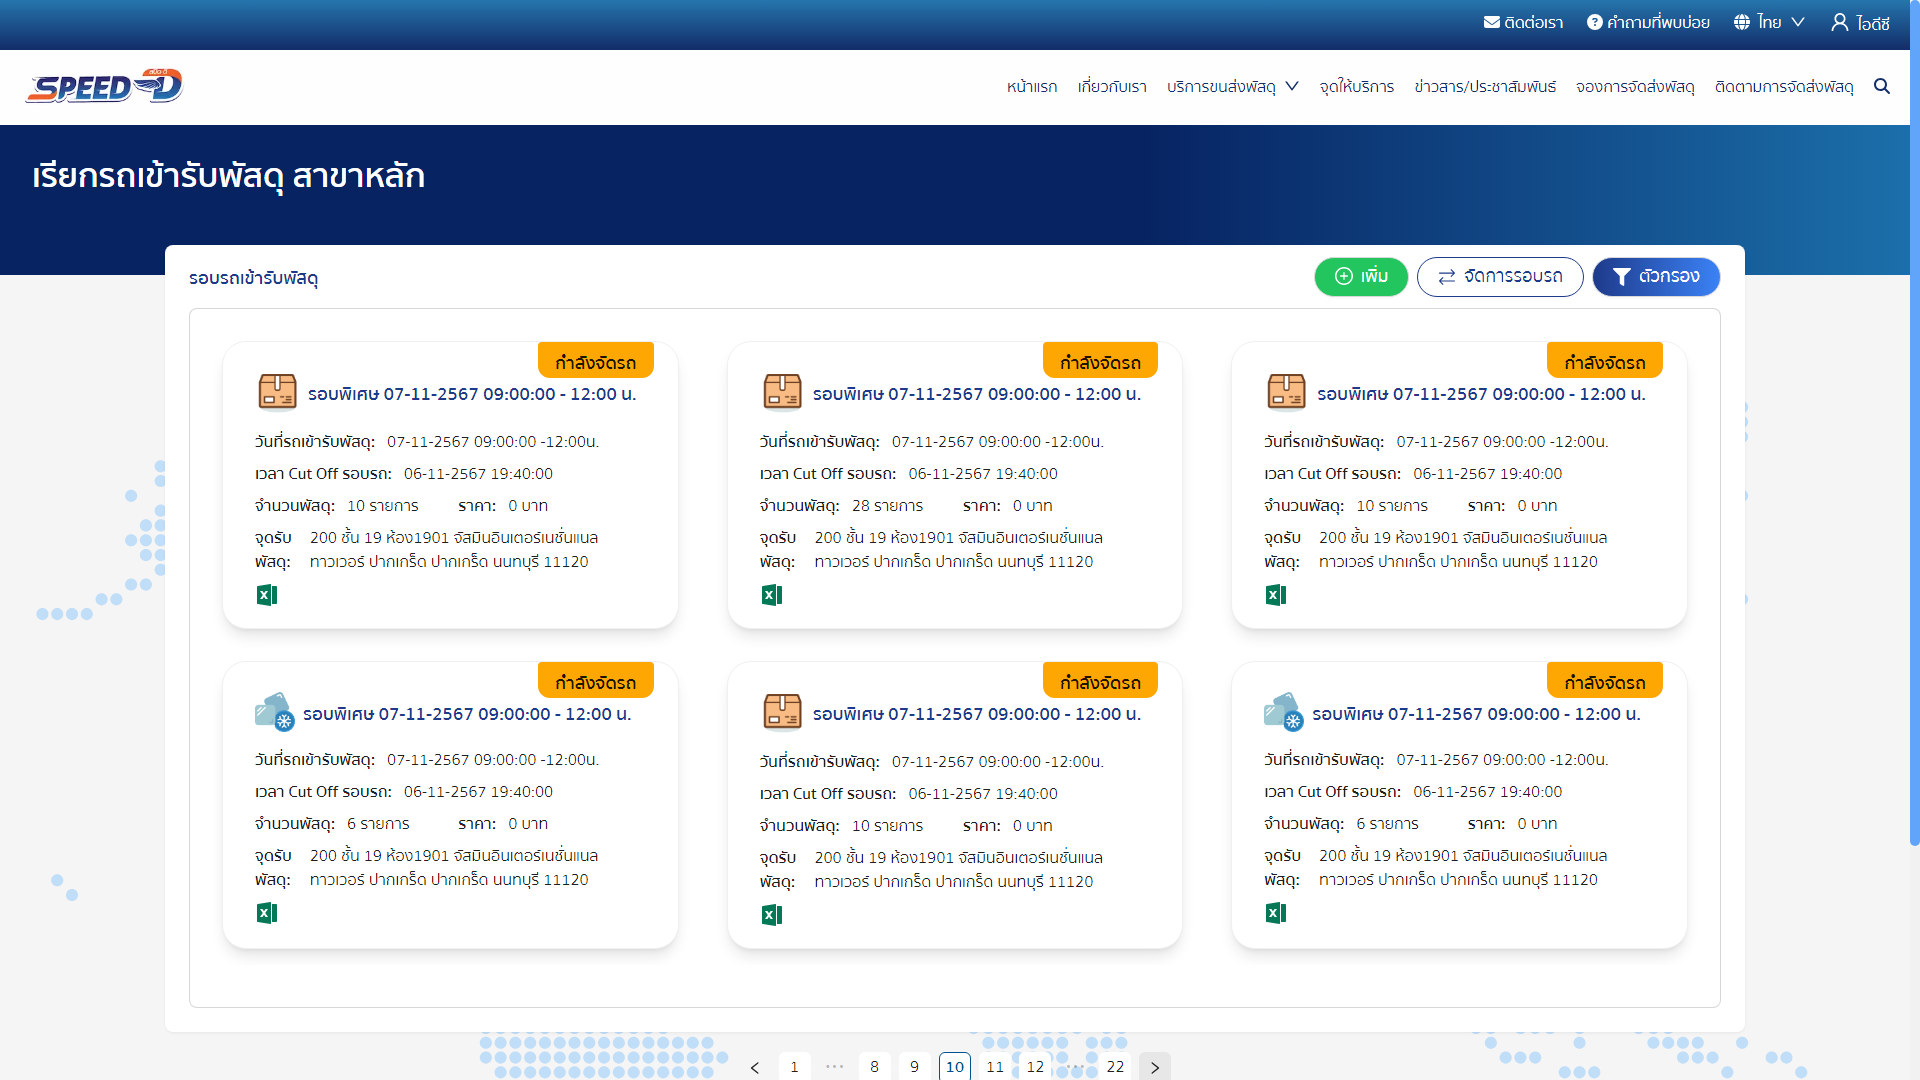 ติดต่อเรา คำถามที่พบบ่อย ไทย ไอดีซี
SPEED-D
หน้าแรก เกี่ยวกับเรา บริการขนส่งพัสดุ จุดให้บริการ ข่าวสาร/ประชาสัมพันธ์ จองการจัดส่งพัสดุ ติดตามการจัดส่งพัสดุ
เรียกรถเข้ารับพัสดุ สาขาหลัก
รอบรถเข้ารับพัสดุ
เพิ่ม จัดการรอบรถ ตัวกรอง
กำลังจัดรถ
รอบพิเศษ 07-11-2567 09:00:00 - 12:00 น.
วันที่รถเข้ารับพัสดุ: 07-11-2567 09:00:00 -12:00น.
เวลา Cut Off รอบรถ: 06-11-2567 19:40:00
จำนวนพัสดุ: 10 รายการ ราคา: 0 บาท
จุดรับ 200 ชั้น 19 ห้อง1901 จัสมินอินเตอร์เนชั่นแนล
พัสดุ: ทาวเวอร์ ปากเกร็ด ปากเกร็ด นนทบุรี 11120
กำลังจัดรถ
รอบพิเศษ 07-11-2567 09:00:00 - 12:00 น.
วันที่รถเข้ารับพัสดุ: 07-11-2567 09:00:00 -12:00น.
เวลา Cut Off รอบรถ: 06-11-2567 19:40:00
จำนวนพัสดุ: 28 รายการ ราคา: 0 บาท
จุดรับ 200 ชั้น 19 ห้อง1901 จัสมินอินเตอร์เนชั่นแนล
พัสดุ: ทาวเวอร์ ปากเกร็ด ปากเกร็ด นนทบุรี 11120
กำลังจัดรถ
รอบพิเศษ 07-11-2567 09:00:00 - 12:00 น.
วันที่รถเข้ารับพัสดุ: 07-11-2567 09:00:00 -12:00น.
เวลา Cut Off รอบรถ: 06-11-2567 19:40:00
จำนวนพัสดุ: 10 รายการ ราคา: 0 บาท
จุดรับ 200 ชั้น 19 ห้อง1901 จัสมินอินเตอร์เนชั่นแนล
พัสดุ: ทาวเวอร์ ปากเกร็ด ปากเกร็ด นนทบุรี 11120
กำลังจัดรถ
รอบพิเศษ 07-11-2567 09:00:00 - 12:00 น.
วันที่รถเข้ารับพัสดุ: 07-11-2567 09:00:00 -12:00น.
เวลา Cut Off รอบรถ: 06-11-2567 19:40:00
จำนวนพัสดุ: 6 รายการ ราคา: 0 บาท
จุดรับ 200 ชั้น 19 ห้อง1901 จัสมินอินเตอร์เนชั่นแนล
พัสดุ: ทาวเวอร์ ปากเกร็ด ปากเกร็ด นนทบุรี 11120
กำลังจัดรถ
รอบพิเศษ 07-11-2567 09:00:00 - 12:00 น.
วันที่รถเข้ารับพัสดุ: 07-11-2567 09:00:00 -12:00น.
เวลา Cut Off รอบรถ: 06-11-2567 19:40:00
จำนวนพัสดุ: 10 รายการ ราคา: 0 บาท
จุดรับ 200 ชั้น 19 ห้อง1901 จัสมินอินเตอร์เนชั่นแนล
พัสดุ: ทาวเวอร์ ปากเกร็ด ปากเกร็ด นนทบุรี 11120
กำลังจัดรถ
รอบพิเศษ 07-11-2567 09:00:00 - 12:00 น.
วันที่รถเข้ารับพัสดุ: 07-11-2567 09:00:00 -12:00น.
เวลา Cut Off รอบรถ: 06-11-2567 19:40:00
จำนวนพัสดุ: 6 รายการ ราคา: 0 บาท
จุดรับ 200 ชั้น 19 ห้อง1901 จัสมินอินเตอร์เนชั่นแนล
พัสดุ: ทาวเวอร์ ปากเกร็ด ปากเกร็ด นนทบุรี 11120
1 ••• 8 9 10 11 12 ••• 22